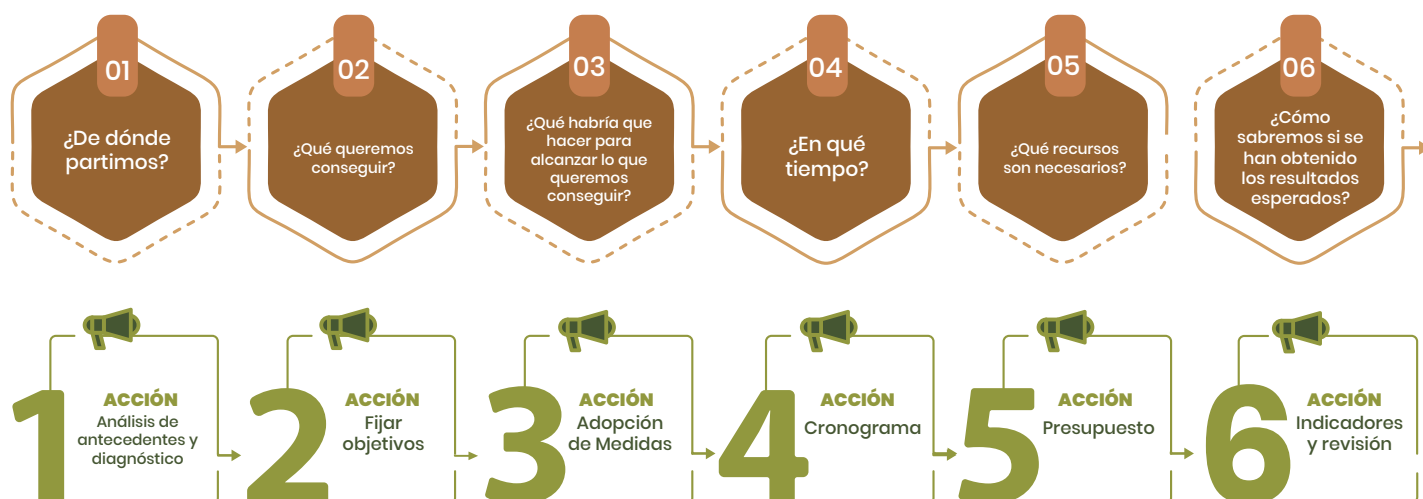 01
¿De dónde
partimos?
02
¿Qué queremos
conseguir?
03
¿Qué habría que
hacer para
alcanzar lo que
queremos
conseguir?
04
¿En qué
tiempo?
05
¿Qué recursos
son necesarios?
06
¿Cómo
sabremos si se
han obtenido
los resultados
esperados?
1
ACCIÓN
Análisis de
antecedentes y
diagnóstico
2
ACCIÓN
Fijar
objetivos
3
ACCIÓN
Adopción
de Medidas
4
ACCIÓN
Cronograma
5
ACCIÓN
Presupuesto
6
ACCIÓN
Indicadores
y revisión